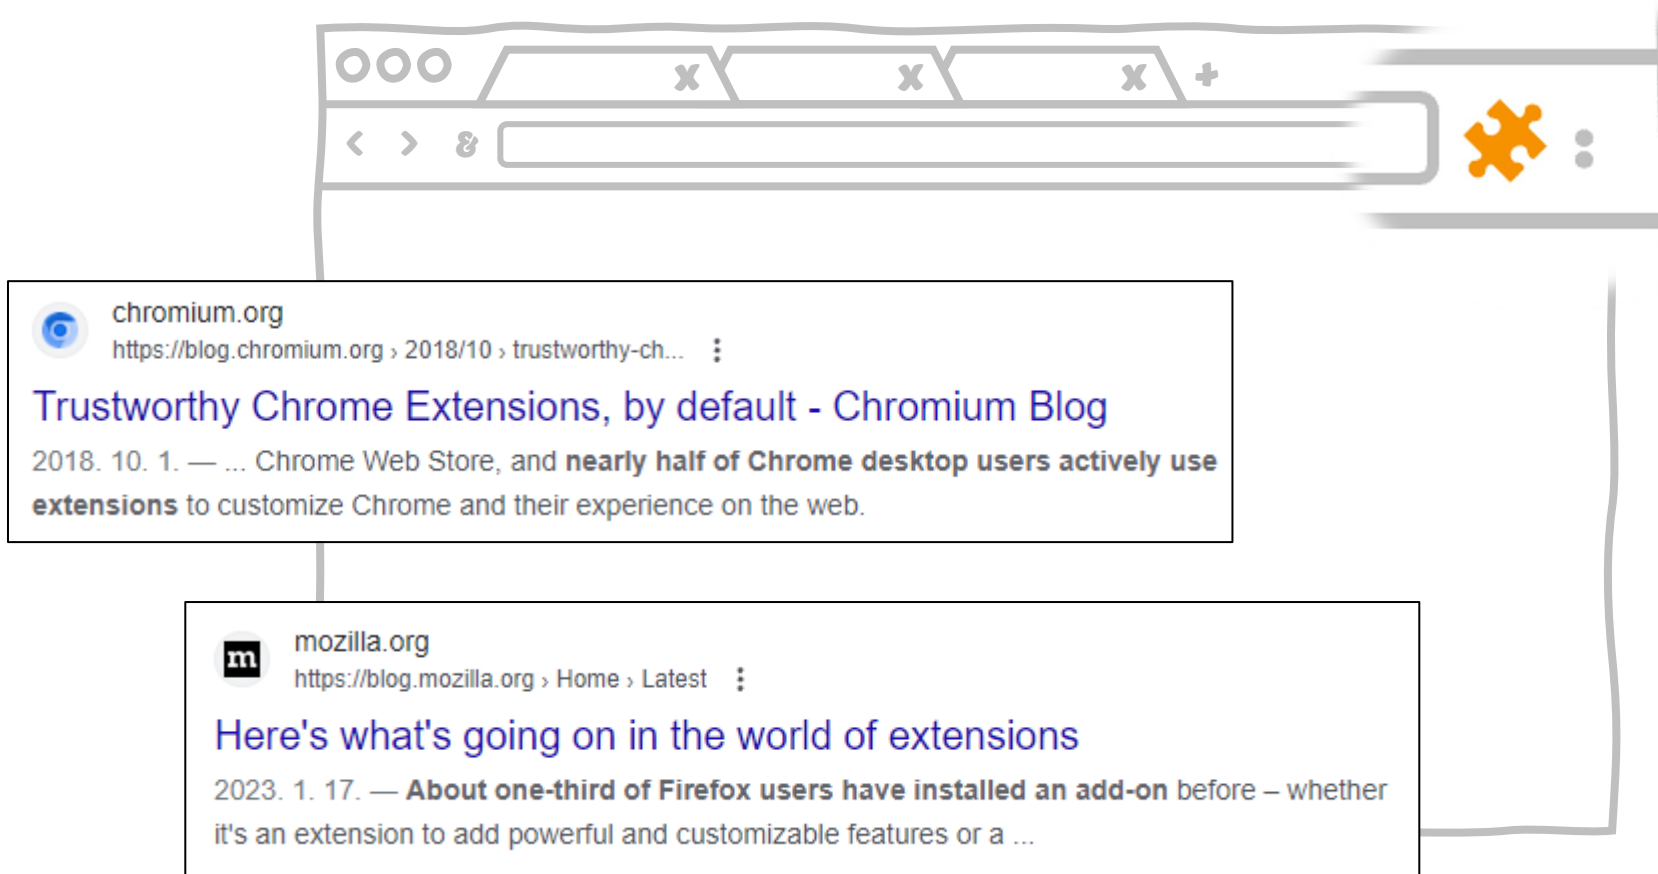 chromium.org
https://blog.chromium.org › 2018/10 › trustworthy-ch...
Trustworthy Chrome Extensions, by default - Chromium Blog
2018. 10. 1. — ... Chrome Web Store, and nearly half of Chrome desktop users actively use
extensions to customize Chrome and their experience on the web.
m
mozilla.org
https://blog.mozilla.org › Home › Latest
Here's what's going on in the world of extensions
2023. 1. 17. — About one-third of Firefox users have installed an add-on before – whether
it's an extension to add powerful and customizable features or a ...